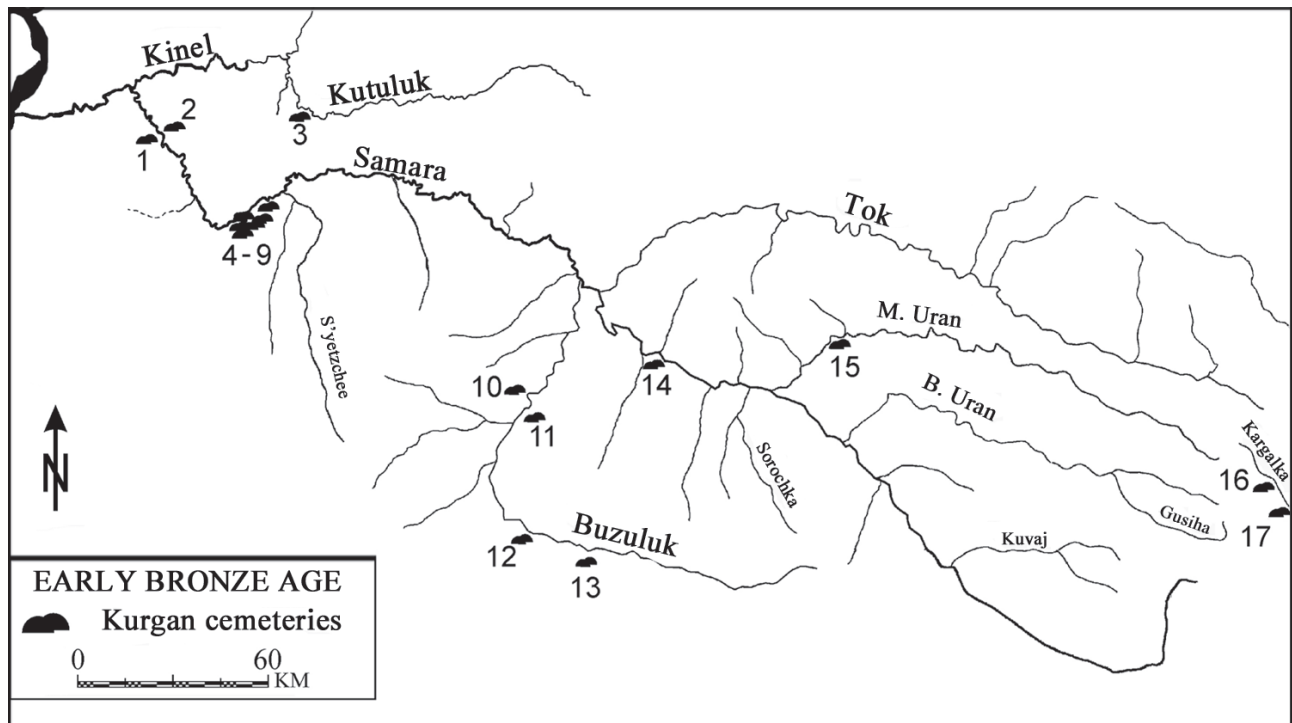 Kinel
Kutuluk
2
3
1
Samara
Tok
4-9
M. Uran
S'yetzchee
15
10
14
B. Uran
11
N
Sorochka
Kargalka
16
Gusiha
17
Buzuluk
Kuvaj
12
13
EARLY BRONZE AGE
Kurgan cemeteries
0 60
KM